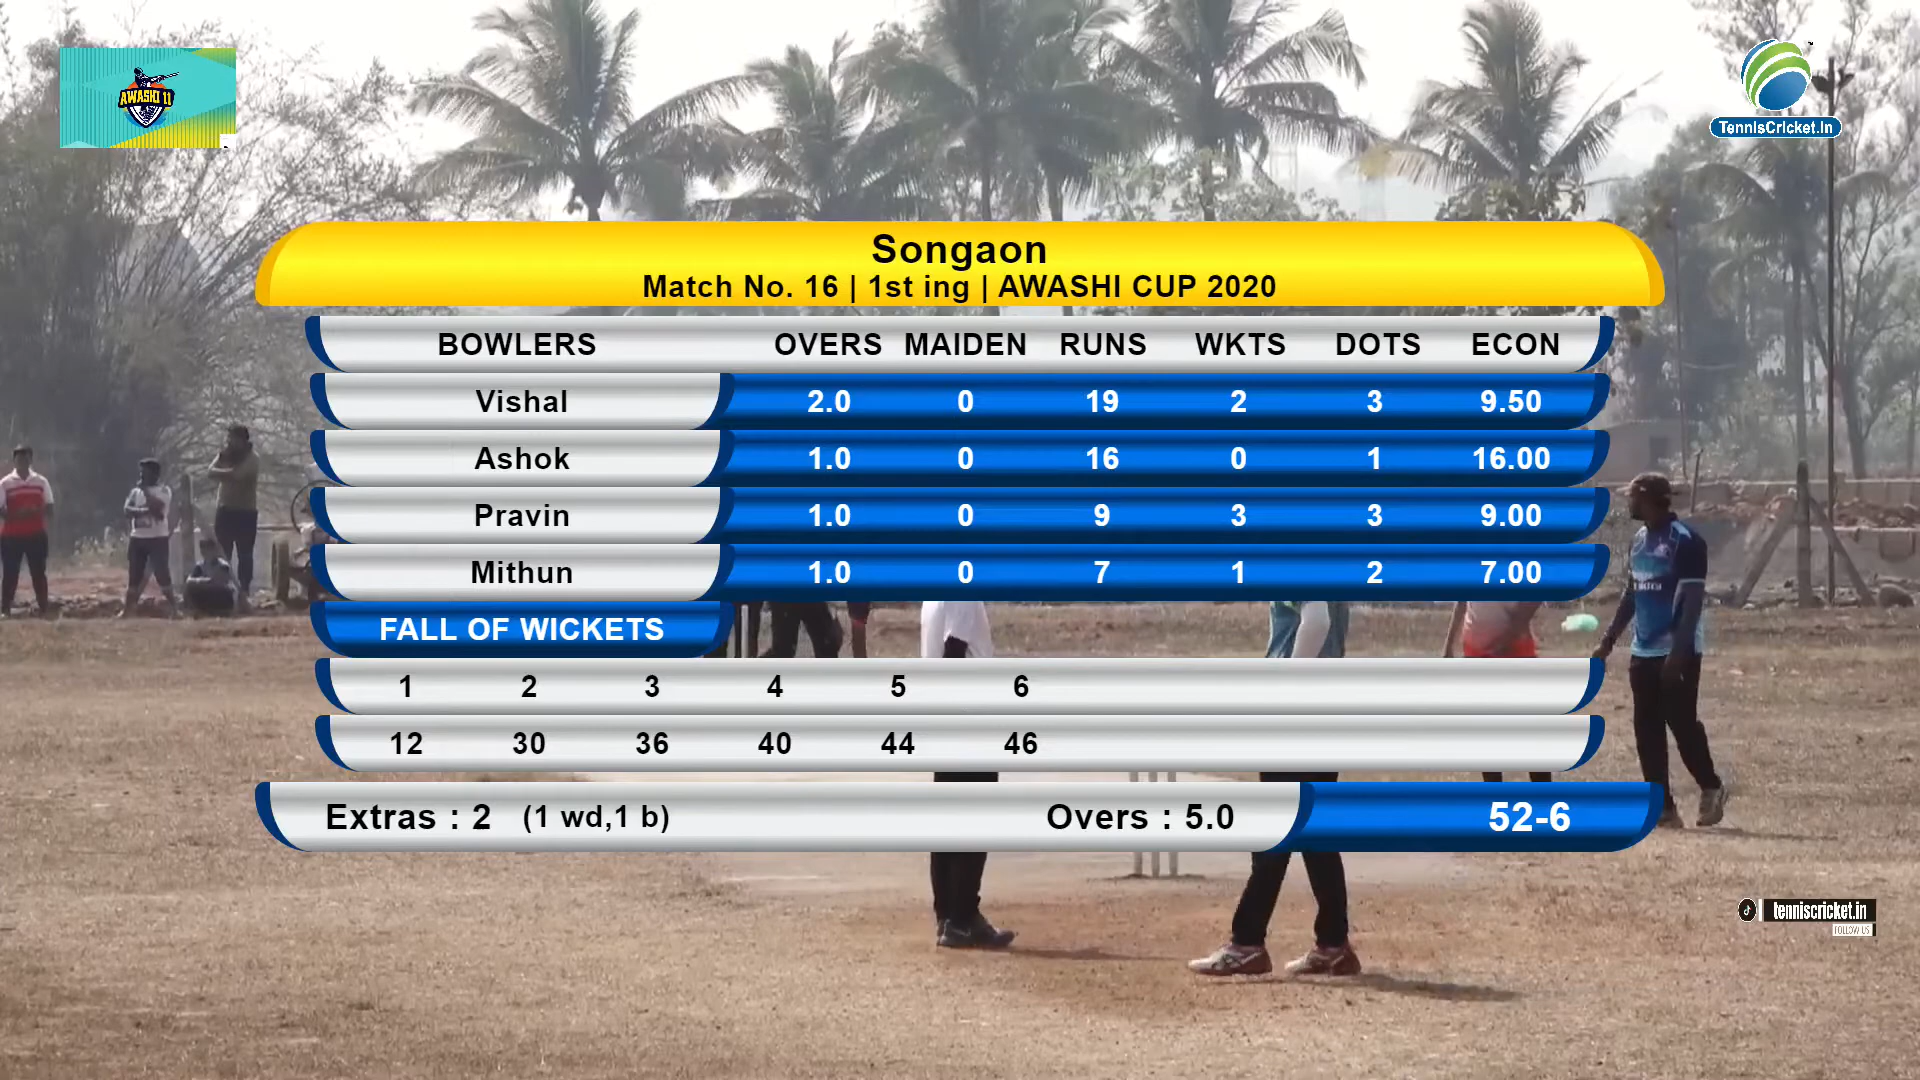 AWASHI 11
TennisCricket.in
Songaon
Match No. 16 | 1st ing | AWASHI CUP 2020
BOWLERS OVERS MAIDEN RUNS WKTS DOTS ECON
Vishal 2.0 0 19 2 3 9.50
Ashok 1.0 0 16 0 1 16.00
Pravin 1.0 0 9 3 3 9.00
Mithun 1.0 0 7 1 2 7.00
FALL OF WICKETS
1 2 3 4 5 6
12 30 36 40 44 46
Extras : 2 (1 wd,1 b) Overs : 5.0 52-6
tenniscricket.in
FOLLOW US